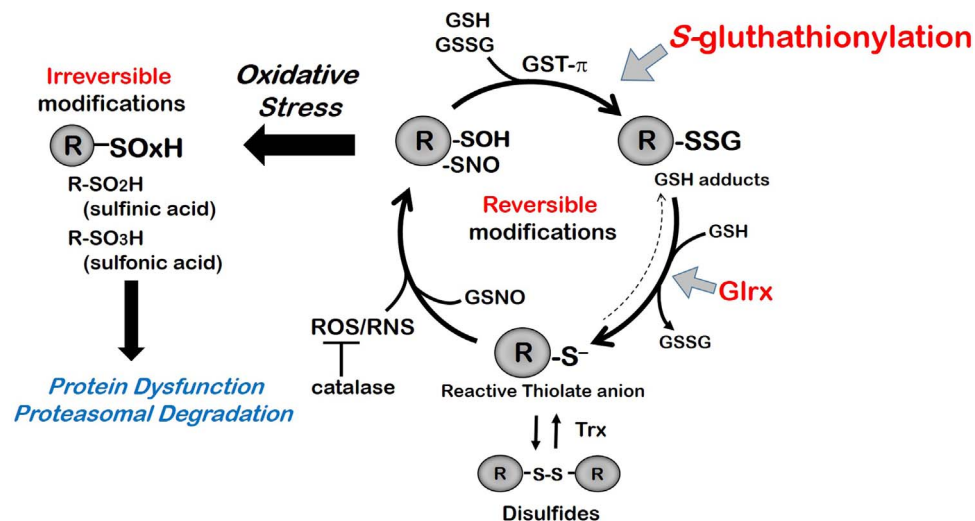 GSH
GSSG
GST-π
S-gluthathionylation
Irreversible
modifications
Oxidative
Stress
R-SOxH
R-SO2H
(sulfinic acid)
R-SO3H
(sulfonic acid)
R-SOH
-SNO
R-SSG
GSH adducts
Reversible
modifications
GSH
Glrx
GSSG
GSNO
ROS/RNS
catalase
R-S⁻
Reactive Thiolate anion
Trx
R-S-S-R
Disulfides
Protein Dysfunction
Proteasomal Degradation